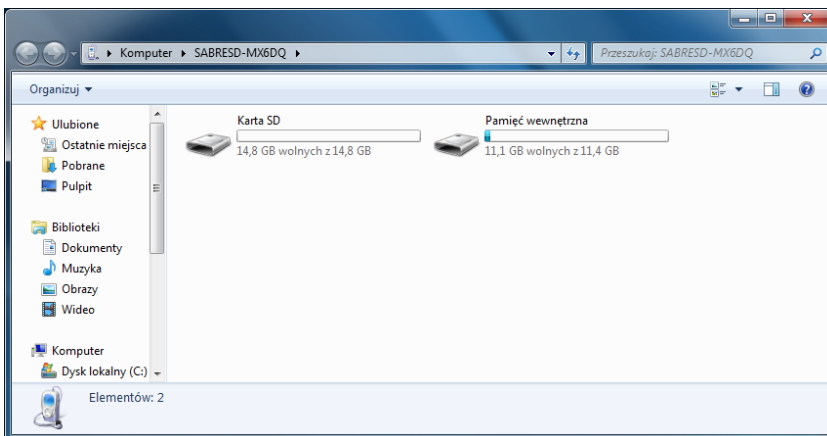 Komputer SABRESD-MX6DQ
Przeszukaj: SABRESD-MX6DQ
Organizuj
Ulubione
Ostatnie miejsca
Pobrane
Pulpit
Biblioteki
Dokumenty
Muzyka
Obrazy
Wideo
Komputer
Dysk lokalny (C:)
Karta SD
14,8 GB wolnych z 14,8 GB
Pamięć wewnętrzna
11,1 GB wolnych z 11,4 GB
Elementów: 2